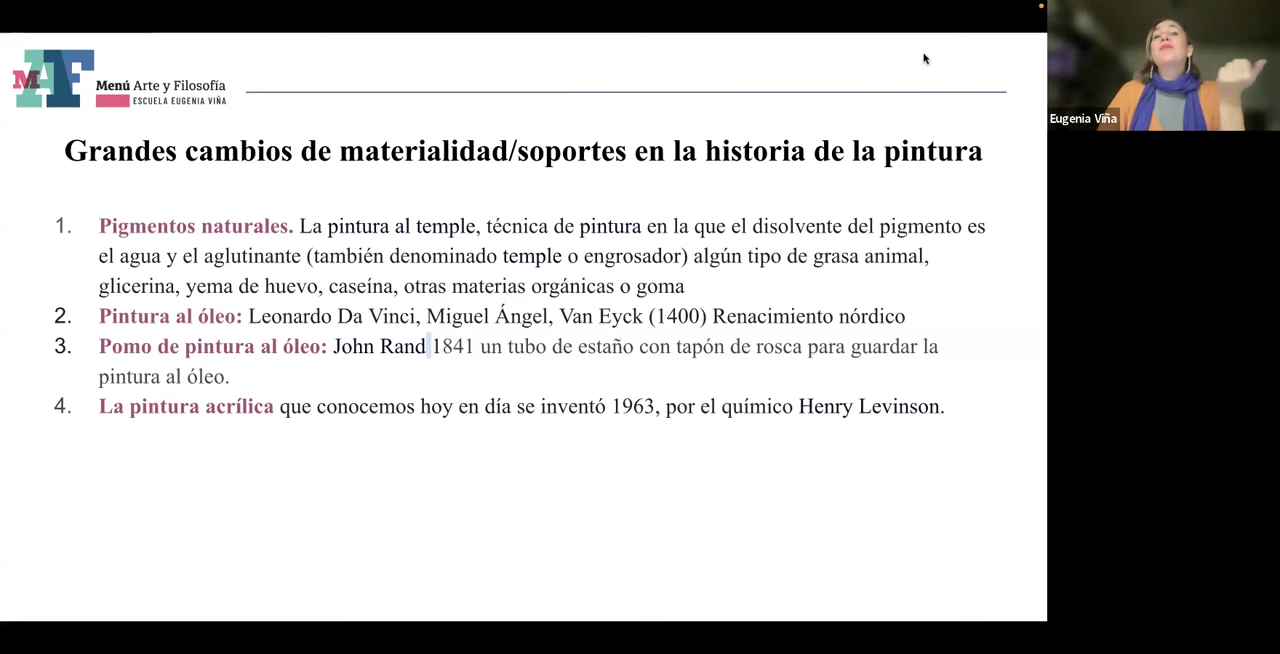 MAF
Menú Arte y Filosofía
ESCUELA EUGENIA VIÑA
Eugenia Viña
Grandes cambios de materialidad/soportes en la historia de la pintura
1. Pigmentos naturales. La pintura al temple, técnica de pintura en la que el disolvente del pigmento es
el agua y el aglutinante (también denominado temple o engrosador) algún tipo de grasa animal,
glicerina, yema de huevo, caseína, otras materias orgánicas o goma
2. Pintura al óleo: Leonardo Da Vinci, Miguel Ángel, Van Eyck (1400) Renacimiento nórdico
3. Pomo de pintura al óleo: John Rand 1841 un tubo de estaño con tapón de rosca para guardar la
pintura al óleo.
4. La pintura acrílica que conocemos hoy en día se inventó 1963, por el químico Henry Levinson.